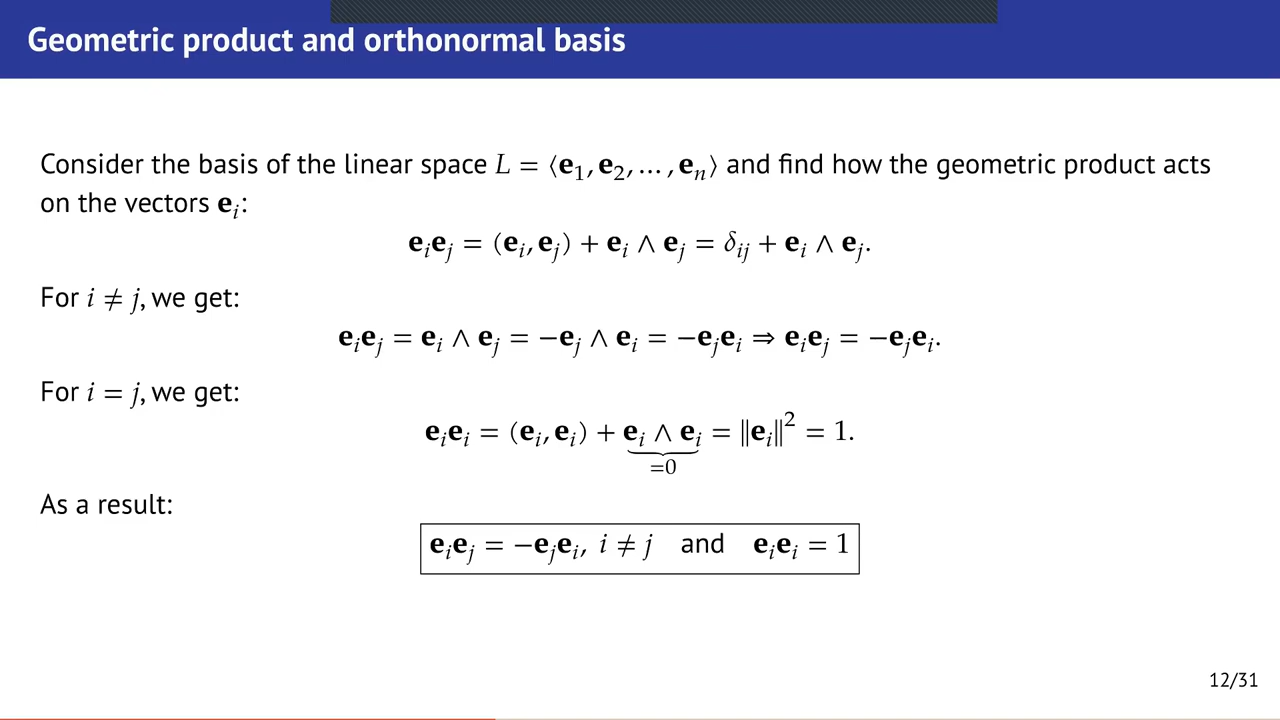 Geometric product and orthonormal basis
Consider the basis of the linear space L = ⟨e₁, e₂, … , eₙ⟩ and find how the geometric product acts
on the vectors eᵢ:
eᵢeⱼ = (eᵢ, eⱼ) + eᵢ ∧ eⱼ = δᵢⱼ + eᵢ ∧ eⱼ.
For i ≠ j, we get:
eᵢeⱼ = eᵢ ∧ eⱼ = −eⱼ ∧ eᵢ = −eⱼeᵢ ⇒ eᵢeⱼ = −eⱼeᵢ.
For i = j, we get:
eᵢeᵢ = (eᵢ, eᵢ) + eᵢ ∧ eᵢ = ‖eᵢ‖² = 1.
=0
As a result:
eᵢeⱼ = −eⱼeᵢ, i ≠ j and eᵢeᵢ = 1
12/31